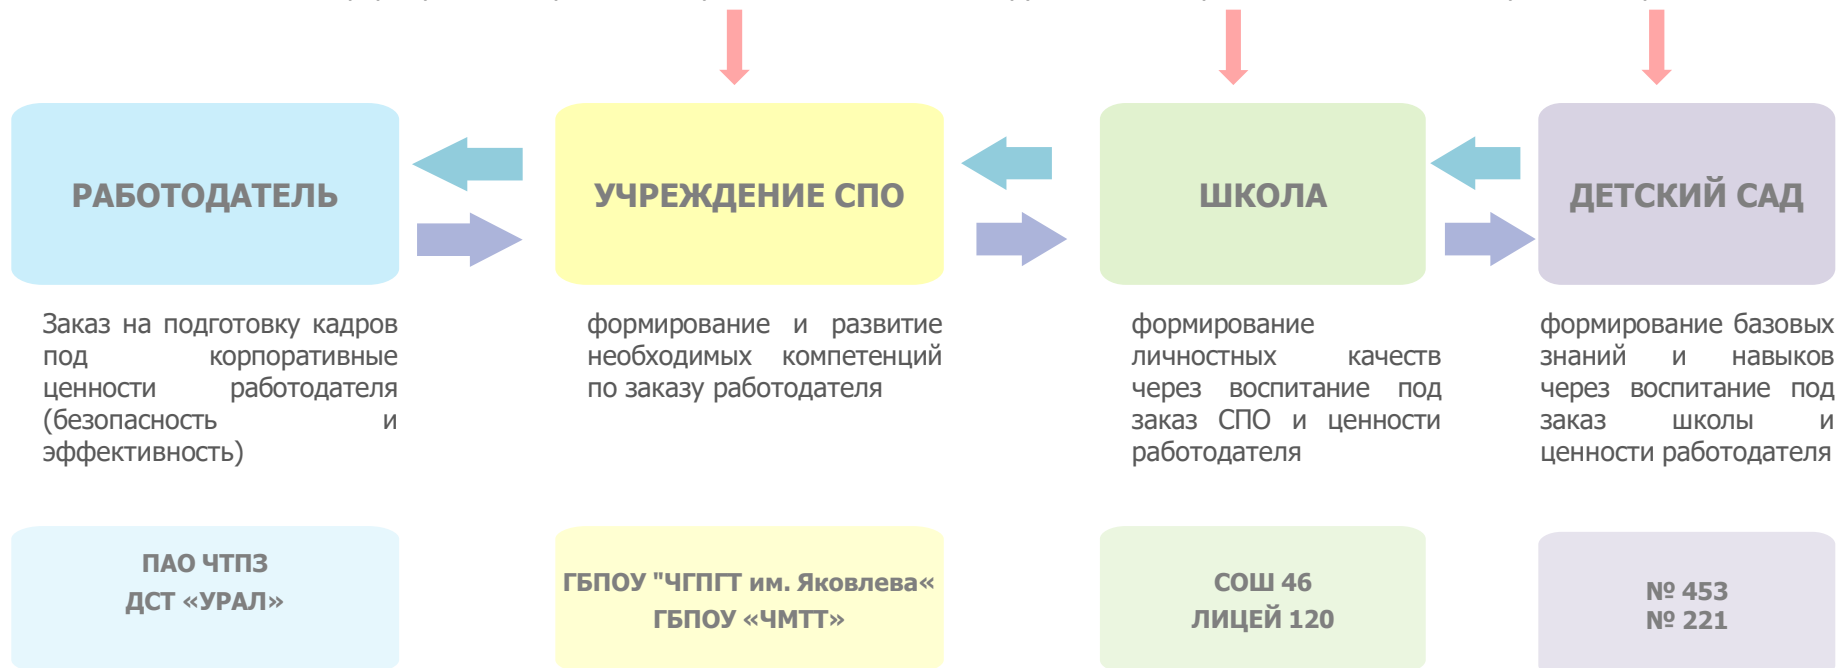 РАБОТОДАТЕЛЬ
УЧРЕЖДЕНИЕ СПО
ШКОЛА
ДЕТСКИЙ САД
Заказ на подготовку кадров
под корпоративные
ценности работодателя
(безопасность и
эффективность)
формирование и развитие
необходимых компетенций
по заказу работодателя
формирование
личностных качеств
через воспитание под
заказ СПО и ценности
работодателя
формирование базовых
знаний и навыков
через воспитание под
заказ школы и
ценности работодателя
ПАО ЧТПЗ
ДСТ «УРАЛ»
ГБПОУ "ЧГПГТ им. Яковлева«
ГБПОУ «ЧМТТ»
СОШ 46
ЛИЦЕЙ 120
№ 453
№ 221